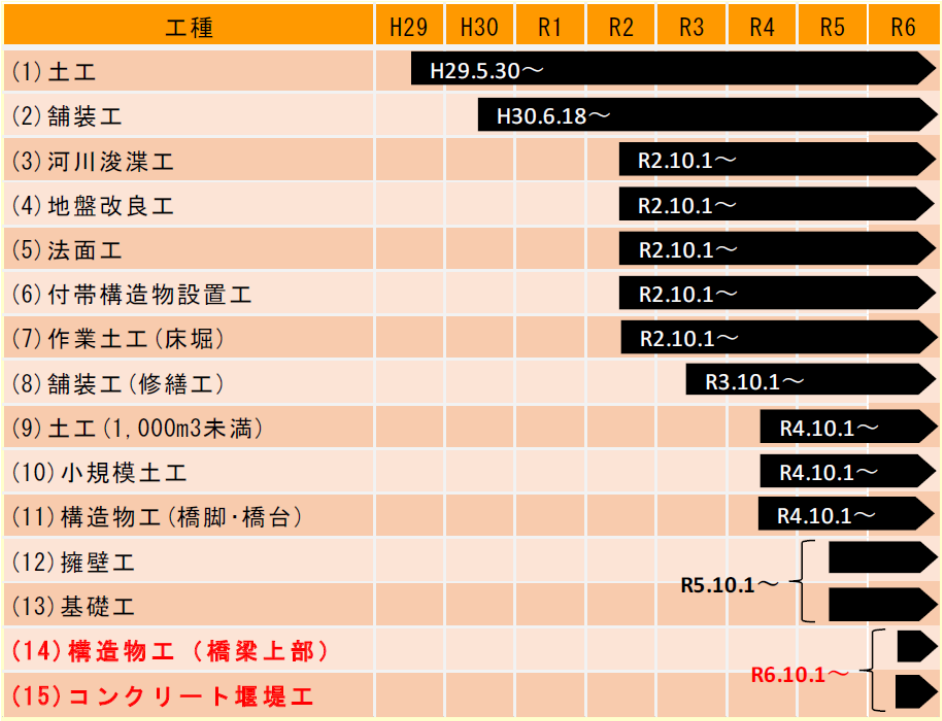 工種 H29 H30 R1 R2 R3 R4 R5 R6
(1)土工 H29.5.30～
(2)舗装工 H30.6.18～
(3)河川浚渫工 R2.10.1～
(4)地盤改良工 R2.10.1～
(5)法面工 R2.10.1～
(6)付帯構造物設置工 R2.10.1～
(7)作業土工(床堀) R2.10.1～
(8)舗装工(修繕工) R3.10.1～
(9)土工(1,000m3未満) R4.10.1～
(10)小規模土工 R4.10.1～
(11)構造物工(橋脚･橋台) R4.10.1～
(12)擁壁工
R5.10.1～
(13)基礎工
(14)構造物工（橋梁上部）
R6.10.1～
(15)コンクリート堰堤工